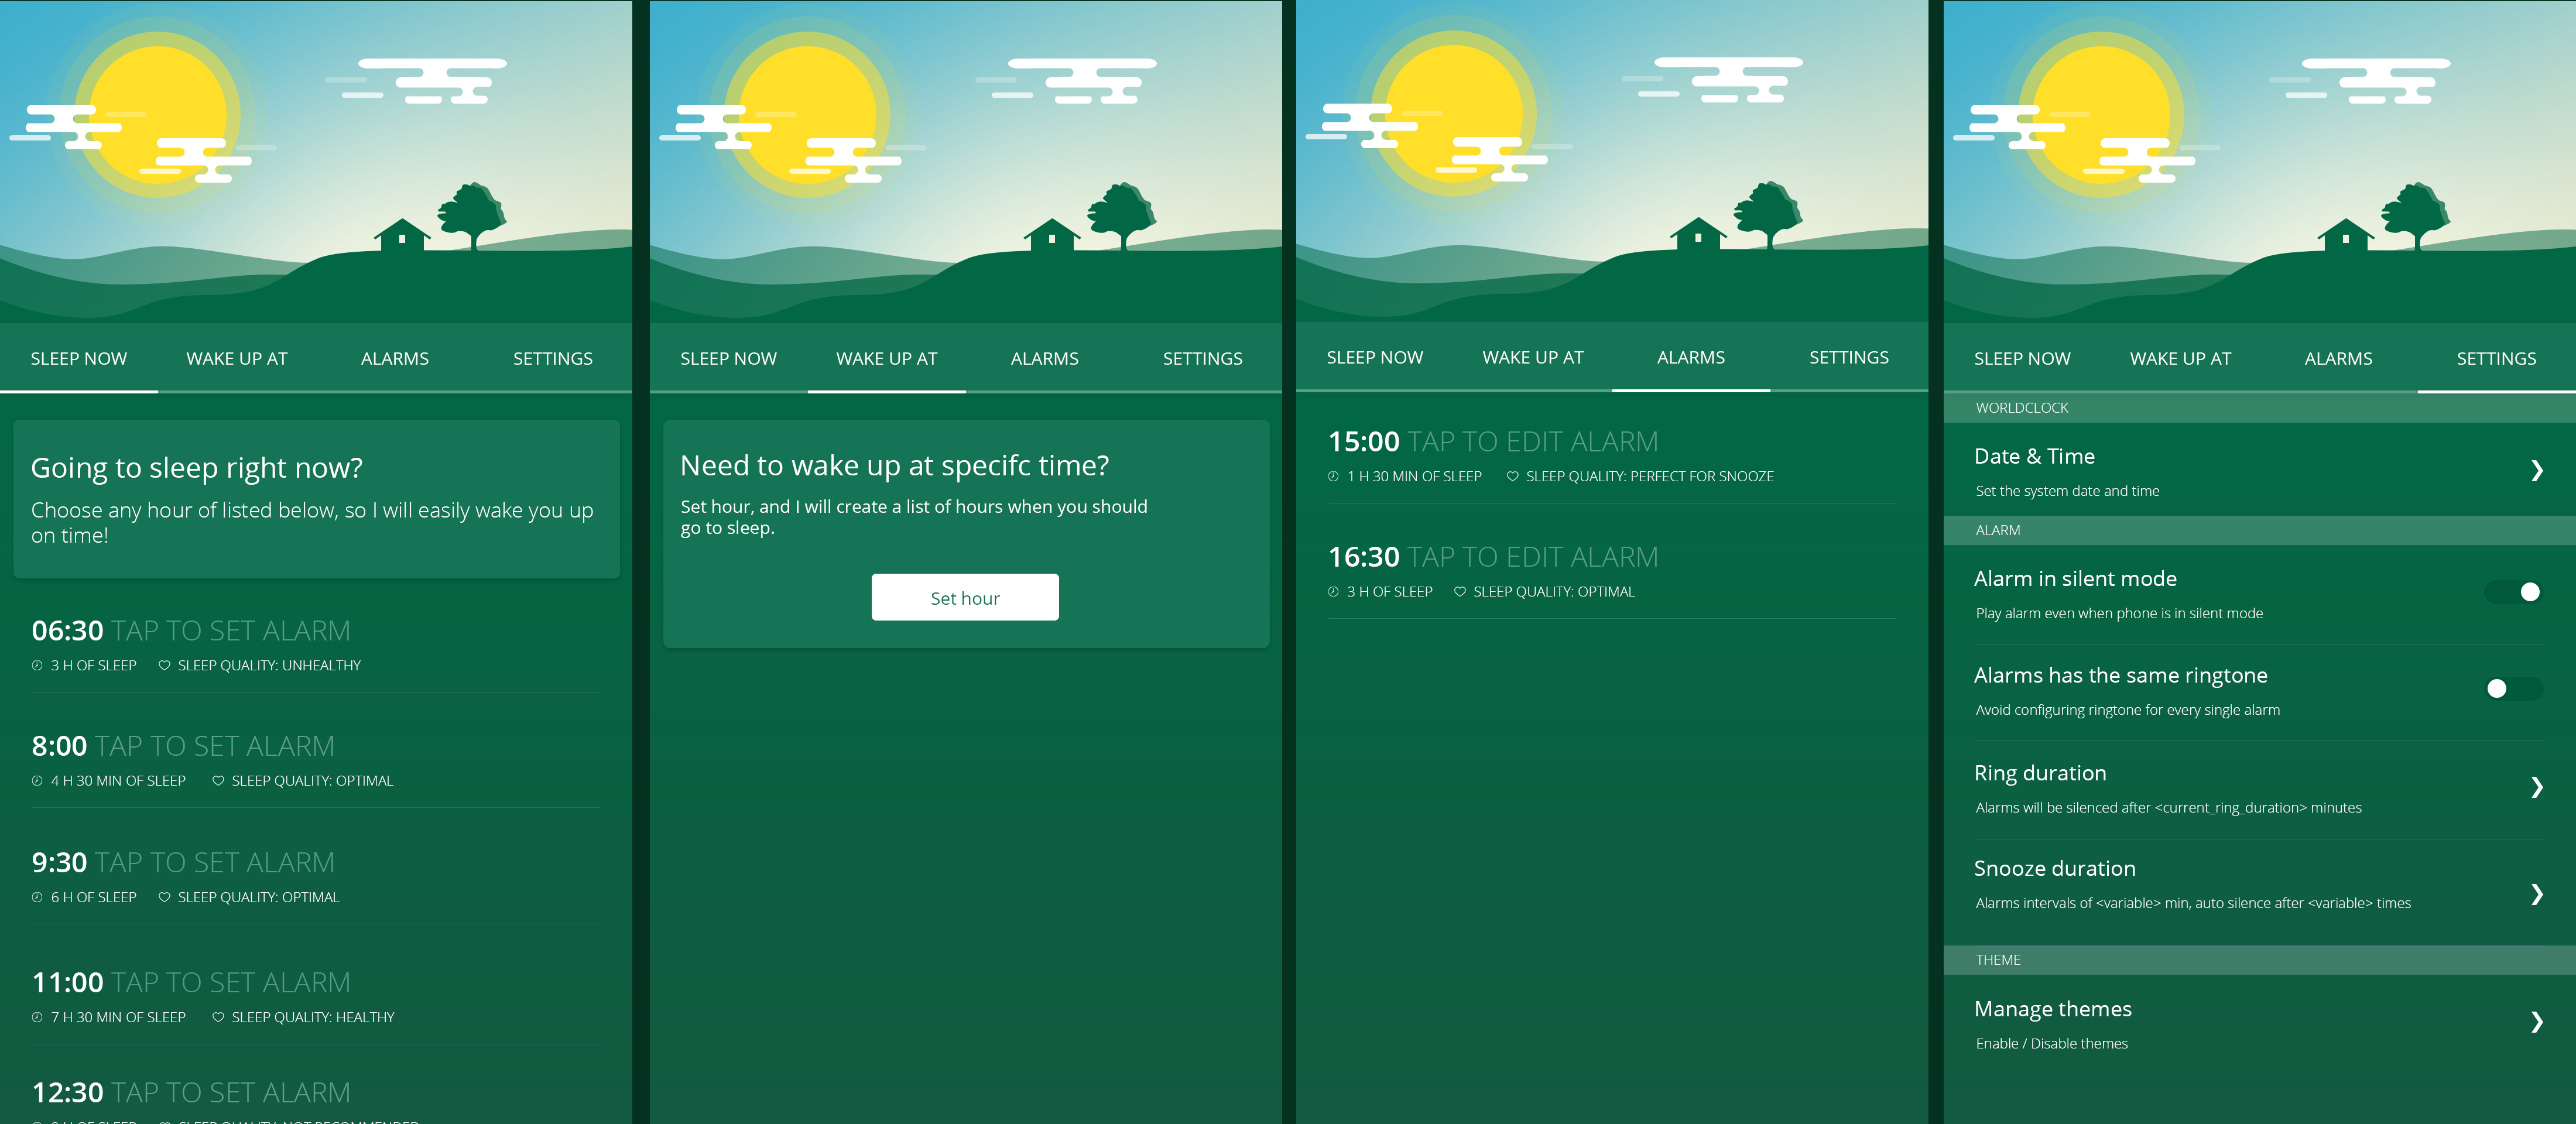 SLEEP NOW WAKE UP AT ALARMS SETTINGS
Going to sleep right now?
Choose any hour of listed below, so I will easily wake you up
on time!
06:30 TAP TO SET ALARM
3 H OF SLEEP SLEEP QUALITY: UNHEALTHY
8:00 TAP TO SET ALARM
4 H 30 MIN OF SLEEP SLEEP QUALITY: OPTIMAL
9:30 TAP TO SET ALARM
6 H OF SLEEP SLEEP QUALITY: OPTIMAL
11:00 TAP TO SET ALARM
7 H 30 MIN OF SLEEP SLEEP QUALITY: HEALTHY
12:30 TAP TO SET ALARM
H OF SLEEP SLEEP QUALITY: NOT RECOMMENDED
SLEEP NOW WAKE UP AT ALARMS SETTINGS
Need to wake up at specifc time?
Set hour, and I will create a list of hours when you should
go to sleep.
Set hour
SLEEP NOW WAKE UP AT ALARMS SETTINGS
15:00 TAP TO EDIT ALARM
1 H 30 MIN OF SLEEP SLEEP QUALITY: PERFECT FOR SNOOZE
16:30 TAP TO EDIT ALARM
3 H OF SLEEP SLEEP QUALITY: OPTIMAL
SLEEP NOW WAKE UP AT ALARMS SETTINGS
WORLDCLOCK
Date & Time
Set the system date and time
ALARM
Alarm in silent mode
Play alarm even when phone is in silent mode
Alarms has the same ringtone
Avoid configuring ringtone for every single alarm
Ring duration
Alarms will be silenced after <current_ring_duration> minutes
Snooze duration
Alarms intervals of <variable> min, auto silence after <variable> times
THEME
Manage themes
Enable / Disable themes